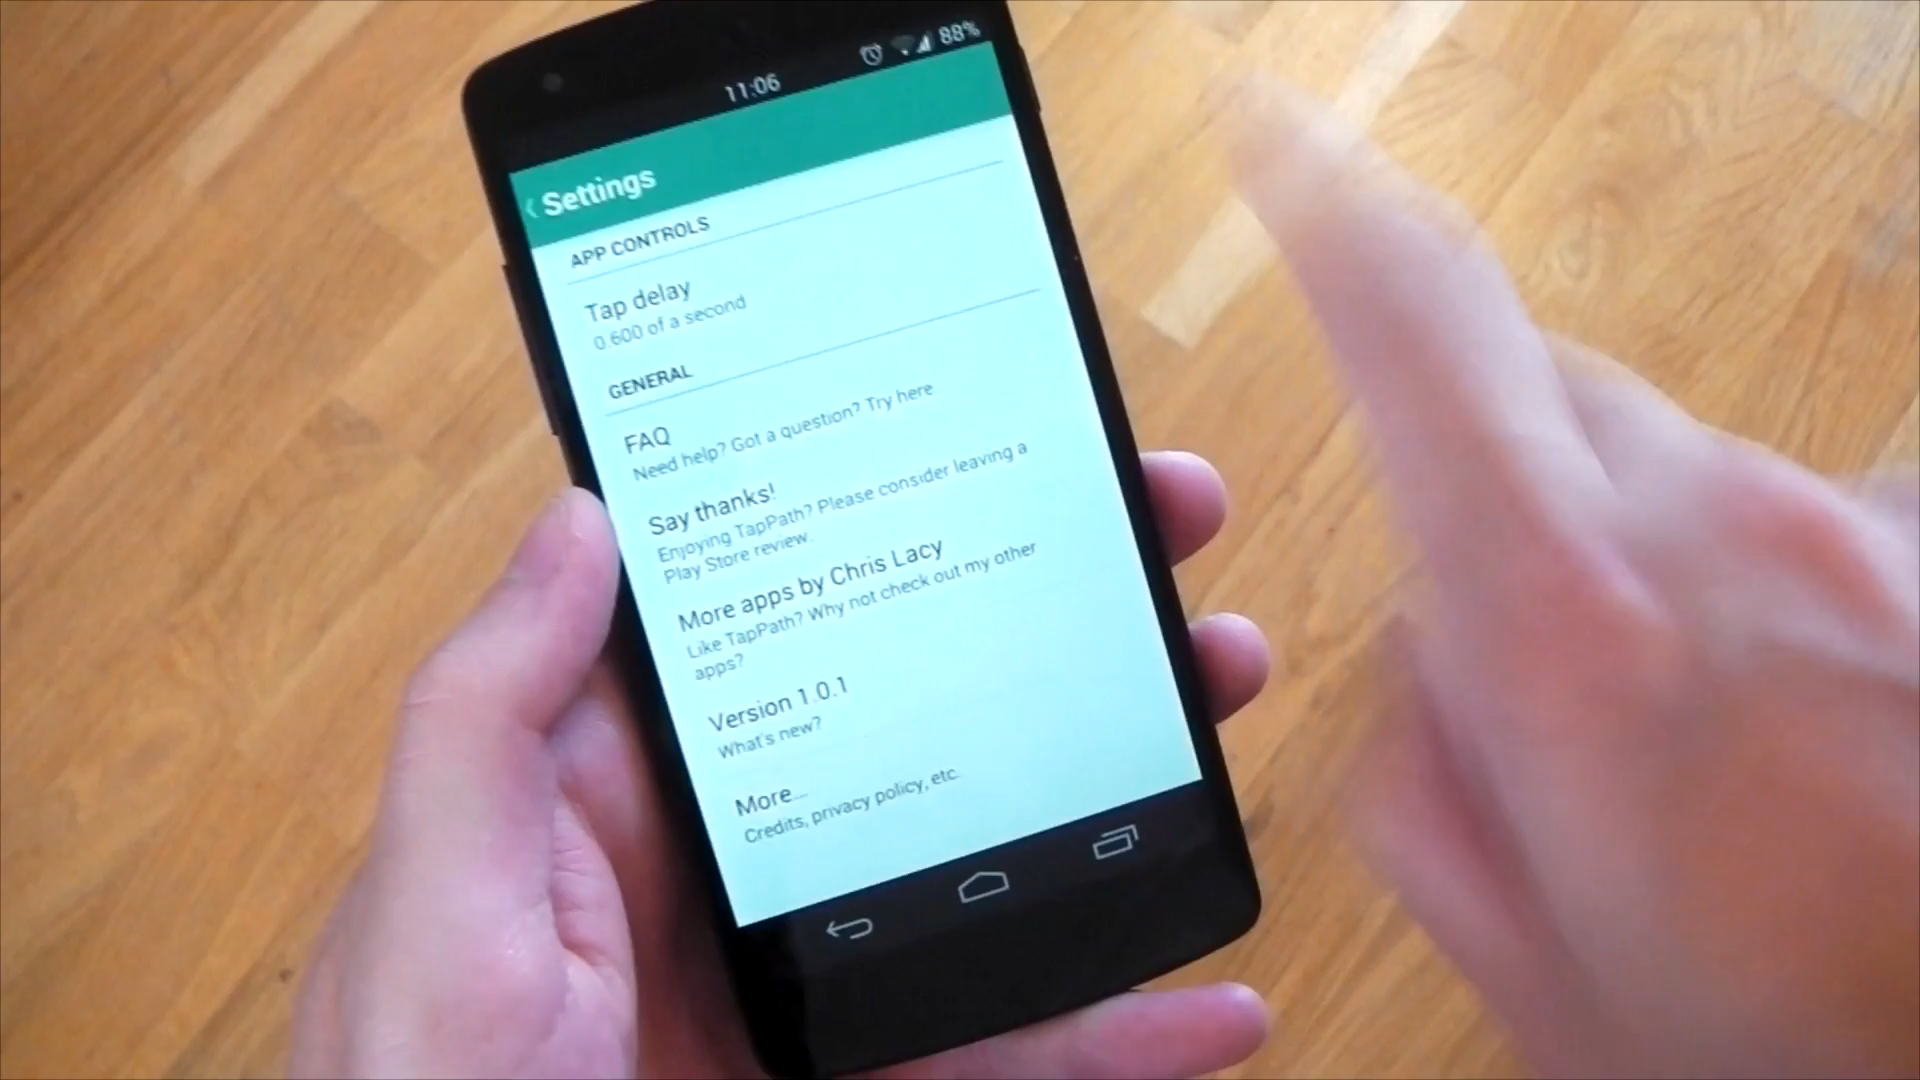 11:06
88%
Settings
APP CONTROLS
Tap delay
0.600 of a second
GENERAL
FAQ
Need help? Got a question? Try here
Say thanks!
Enjoying TapPath? Please consider leaving a
Play Store review.
More apps by Chris Lacy
Like TapPath? Why not check out my other
apps?
Version 1.0.1
What's new?
More...
Credits, privacy policy, etc.